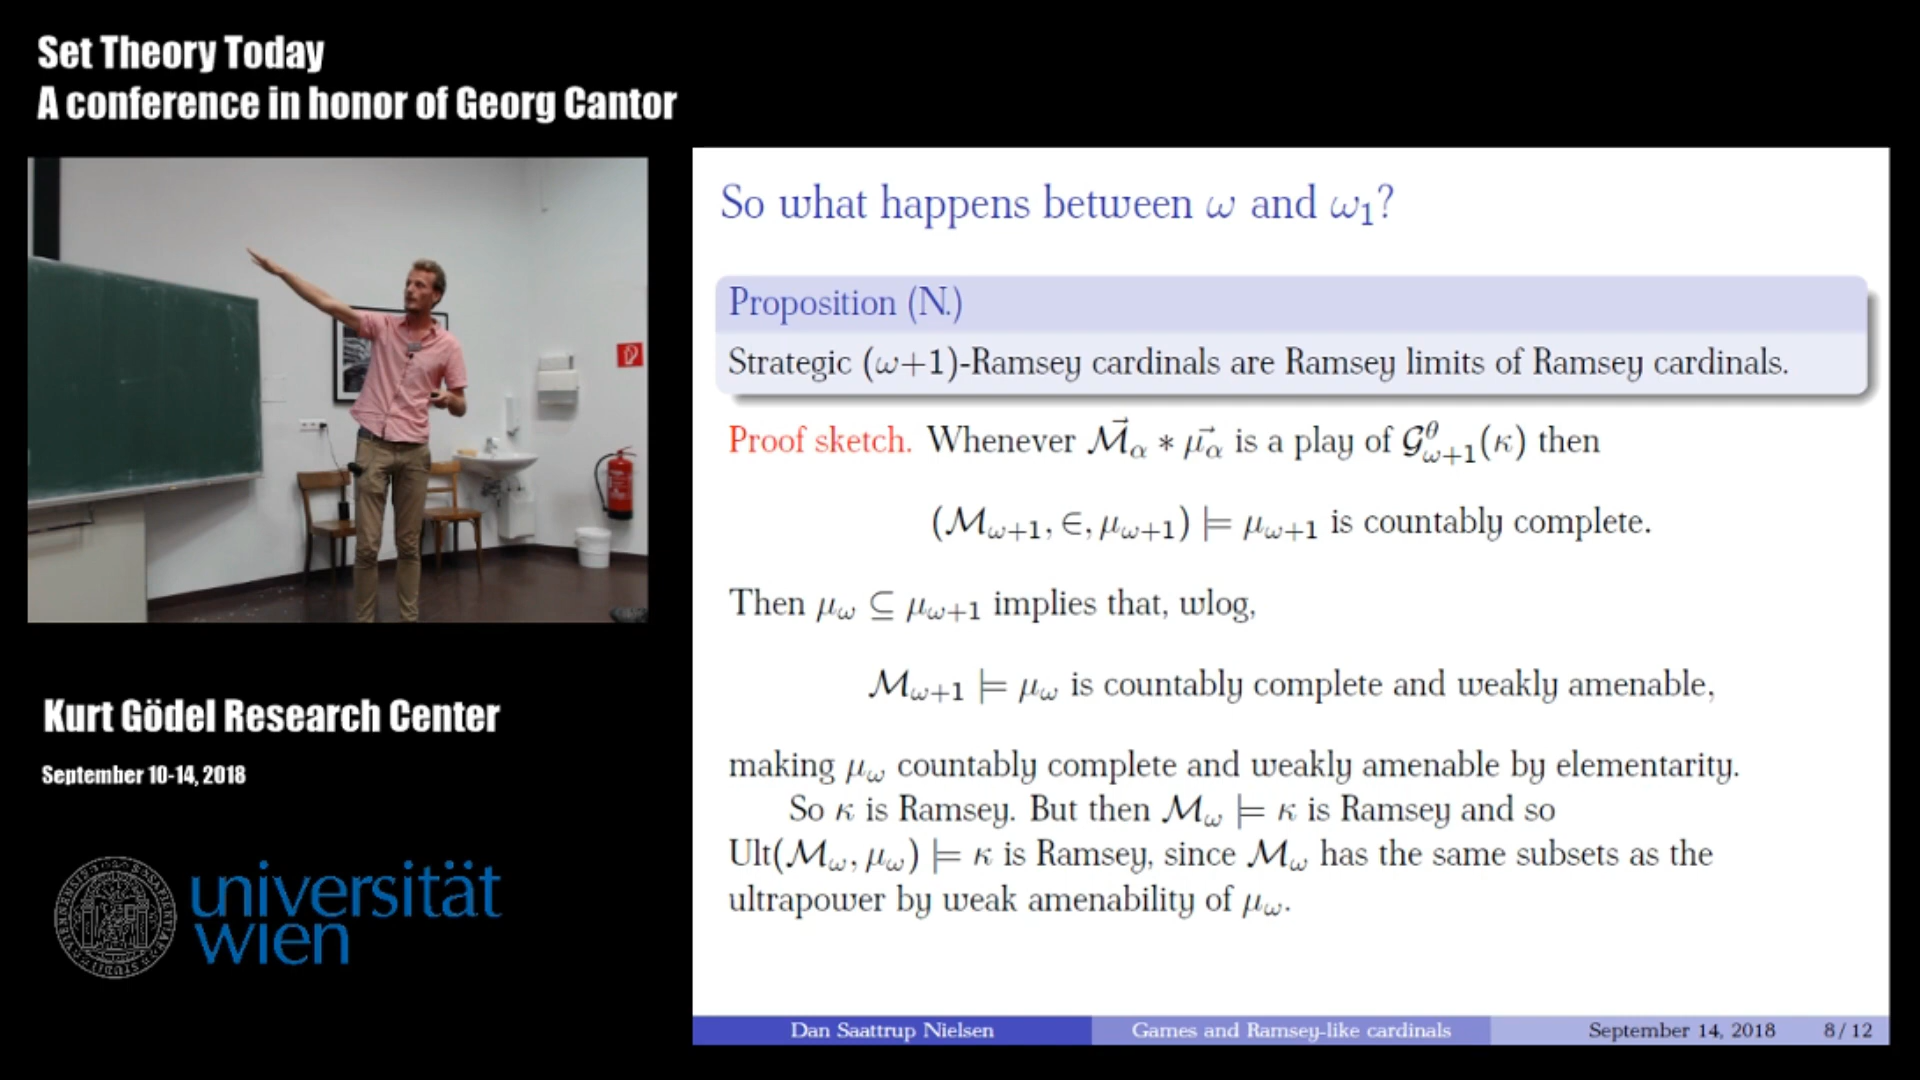 Set Theory Today
A conference in honor of Georg Cantor
So what happens between ω and ω₁?
Proposition (N.)
Strategic (ω+1)-Ramsey cardinals are Ramsey limits of Ramsey cardinals.
Proof sketch. Whenever 𝓜⃗_α ∗ μ⃗_α is a play of 𝒢^θ_{ω+1}(κ) then
(𝓜_{ω+1}, ∈, μ_{ω+1}) ⊨ μ_{ω+1} is countably complete.
Then μ_ω ⊆ μ_{ω+1} implies that, wlog,
𝓜_{ω+1} ⊨ μ_ω is countably complete and weakly amenable,
making μ_ω countably complete and weakly amenable by elementarity.
So κ is Ramsey. But then 𝓜_ω ⊨ κ is Ramsey and so
Ult(𝓜_ω, μ_ω) ⊨ κ is Ramsey, since 𝓜_ω has the same subsets as the
ultrapower by weak amenability of μ_ω.
Dan Saattrup Nielsen Games and Ramsey-like cardinals September 14, 2018 8 / 12
Kurt Gödel Research Center
September 10-14, 2018
universität
wien